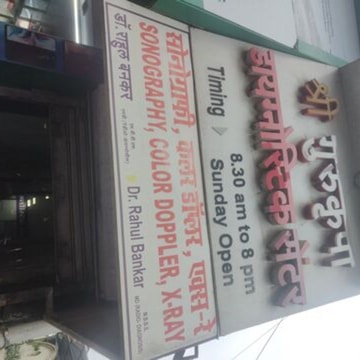 श्री गुरुकृपा
डायग्नोस्टिक सेंटर
Timing 8.30 am to 8 pm
Sunday Open
सोनोग्राफी, कलर डॉप्लर, एक्स-रे
SONOGRAPHY, COLOR DOPPLER, X-RAY
डॉ. राहुल बनकर
Dr. Rahul Bankar
M.B.B.S.